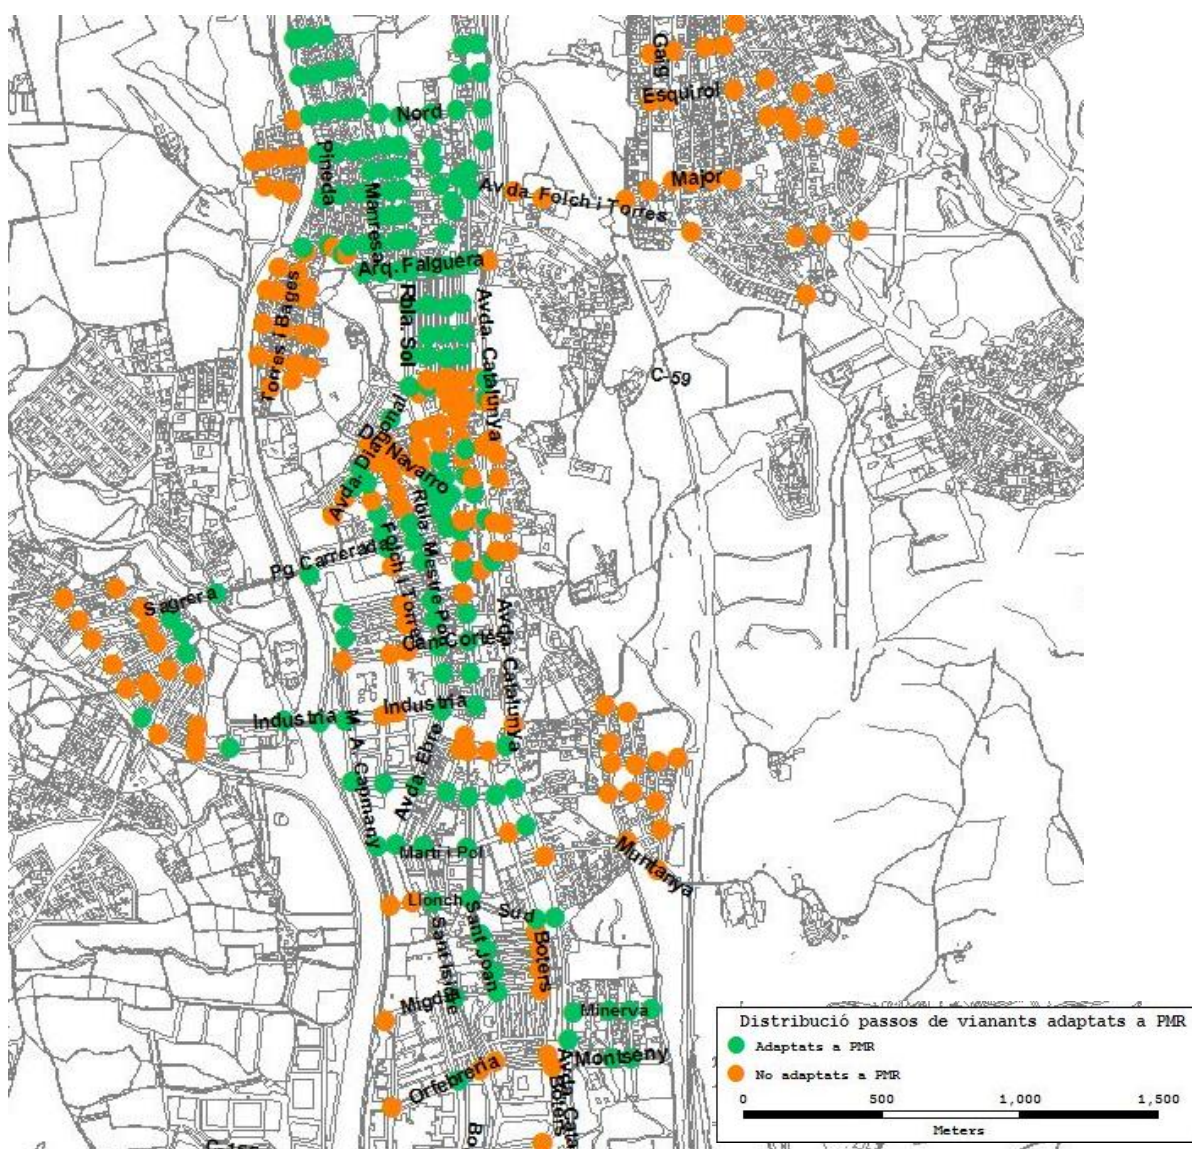 Gaig
Esquirol
Nord
Pineda
Manresa
Major
Avda. Folch i Torres
Arq. Falguera
Torres i Bages
Rbla. Sol
Avda. Catalunya
C-59
Avda. Diagonal
Dr. Navarro
Rbla. Mestre Pou
Folch i Torres
Pg Carrerada
Sagrera
Can Cortès
Avda. Catalunya
Industria
Industria
M. A. Capmany
Avda. Ebre
Martí i Pol
Muntanya
Llonch
Sud
Sant Joan
Sant Isidre
Boters
Migdia
Minerva
Montseny
Orfebreria
Boters
Distribució passos de vianants adaptats a PMR
Adaptats a PMR
No adaptats a PMR
0 500 1,000 1,500
Meters